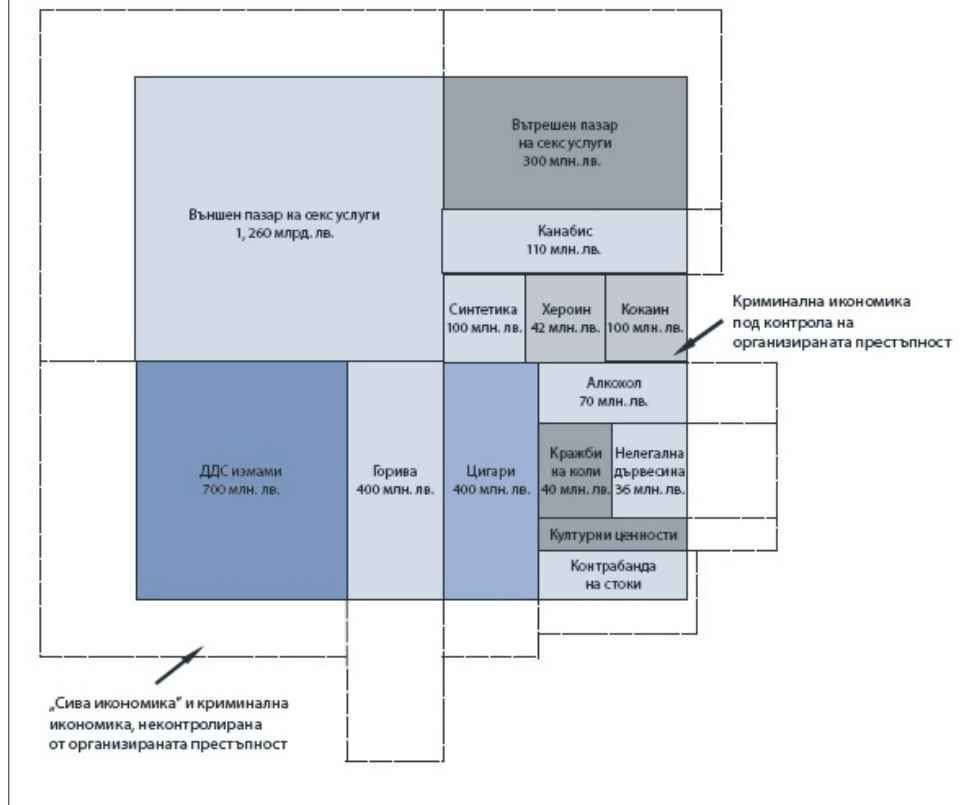 Вътрешен пазар
на секс услуги
300 млн. лв.
Външен пазар на секс услуги
1, 260 млрд. лв.
Канабис
110 млн. лв.
Синтетика
100 млн. лв.
Хероин
42 млн. лв.
Кокаин
100 млн. лв.
Криминална икономика
под контрола на
организираната престъпност
Алкохол
70 млн. лв.
ДДС измами
700 млн. лв.
Горива
400 млн. лв.
Цигари
400 млн. лв.
Кражби
на коли
40 млн. лв.
Нелегална
дървесина
36 млн. лв.
Културни ценности
Контрабанда
на стоки
„Сива икономика" и криминална
икономика, неконтролирана
от организираната престъпност